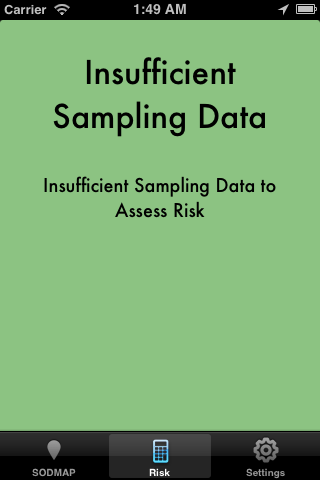 Carrier 1:49 AM
Insufficient
Sampling Data
Insufficient Sampling Data to
Assess Risk
SODMAP Risk Settings